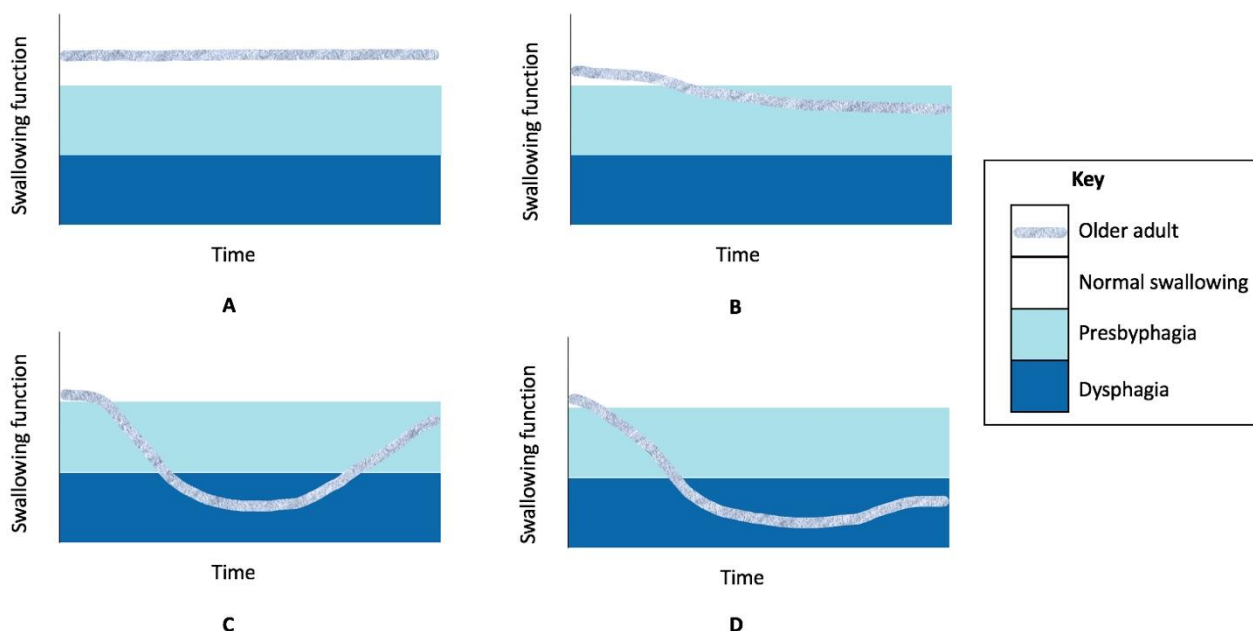 Swallowing function
Time
A
Swallowing function
Time
B
Swallowing function
Time
C
Swallowing function
Time
D
Key
Older adult
Normal swallowing
Presbyphagia
Dysphagia